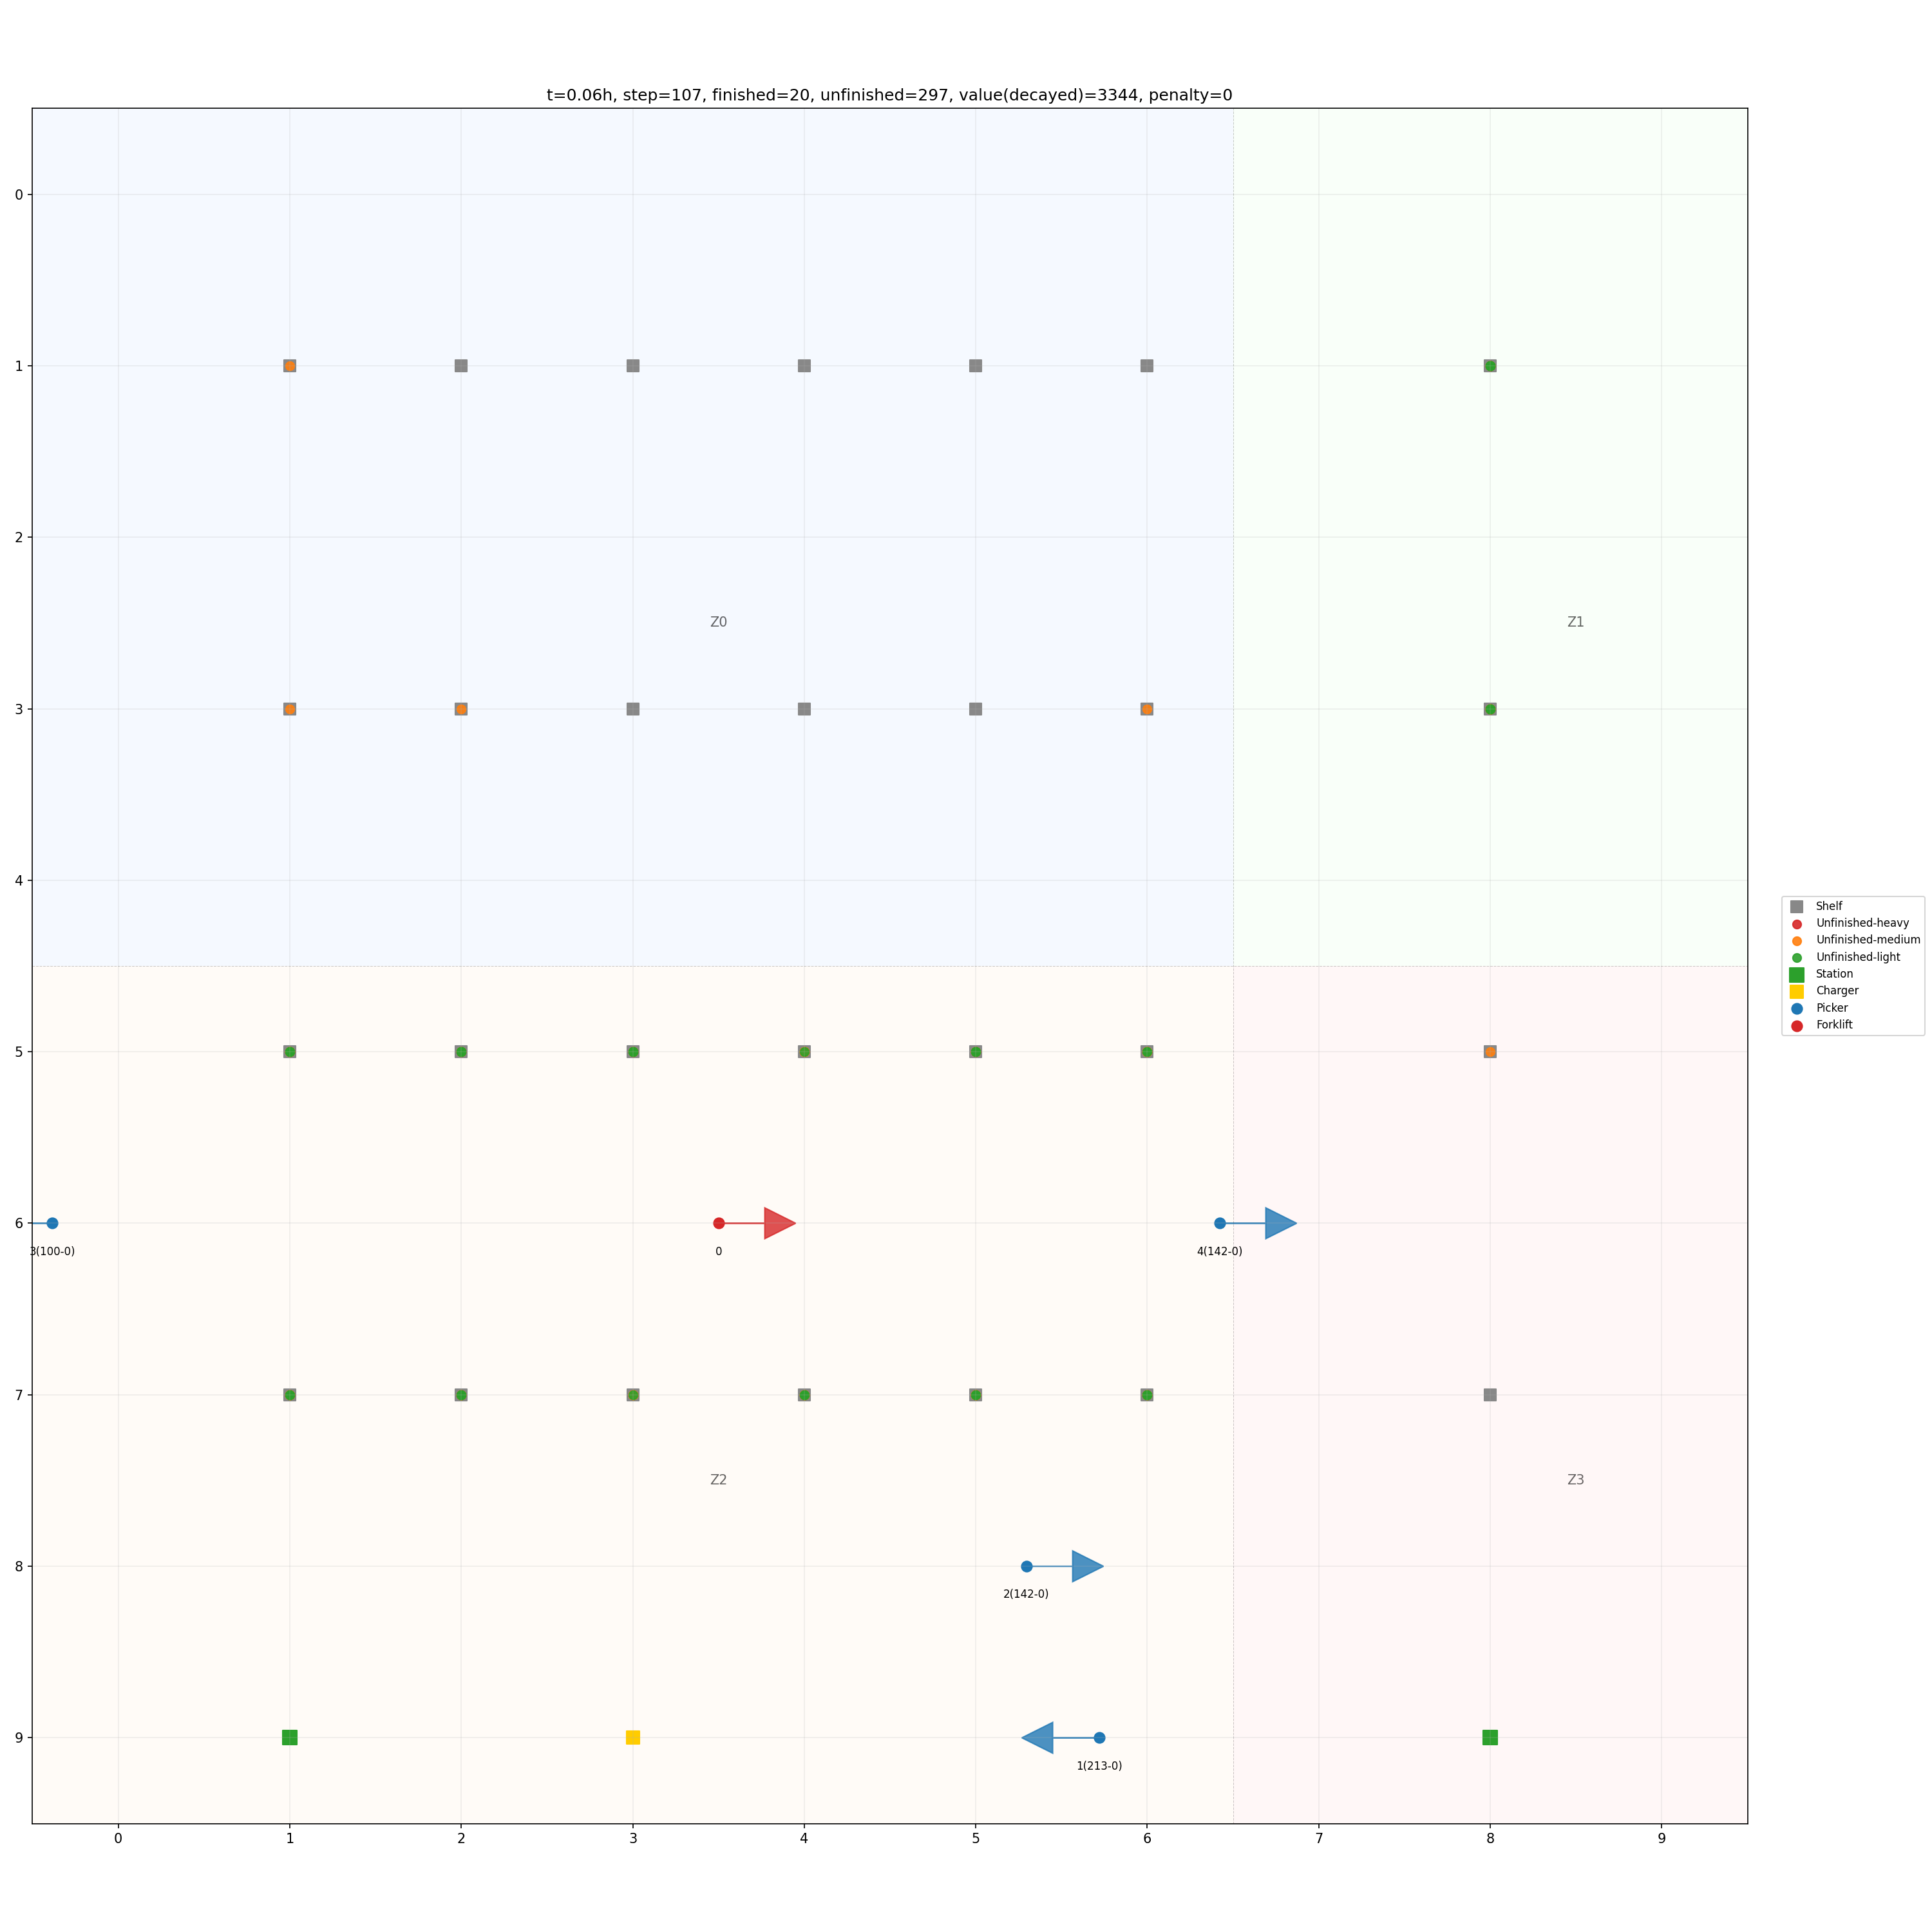 t=0.06h, step=107, finished=20, unfinished=297, value(decayed)=3344, penalty=0
0
1
2
Z0
Z1
3
4
Shelf
Unfinished-heavy
Unfinished-medium
Unfinished-light
Station
Charger
Picker
Forklift
5
6
3(100-0)
0
4(142-0)
7
Z2
Z3
8
2(142-0)
9
1(213-0)
0 1 2 3 4 5 6 7 8 9